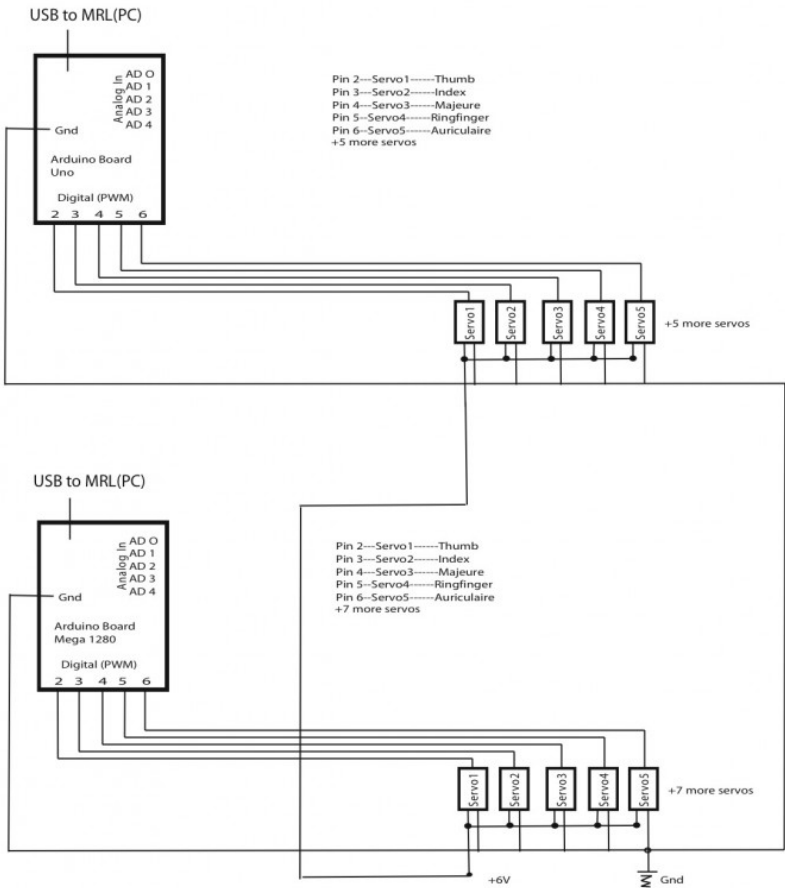 USB to MRL(PC)
AD O
AD 1
AD 2
AD 3
AD 4
Analog In
Gnd
Arduino Board
Uno
Digital (PWM)
2 3 4 5 6
Pin 2---Servo1------Thumb
Pin 3---Servo2------Index
Pin 4---Servo3------Majeure
Pin 5--Servo4------Ringfinger
Pin 6--Servo5------Auriculaire
+5 more servos
Servo1
Servo2
Servo3
Servo4
Servo5
+5 more servos
USB to MRL(PC)
AD O
AD 1
AD 2
AD 3
AD 4
Analog In
Gnd
Arduino Board
Mega 1280
Digital (PWM)
2 3 4 5 6
Pin 2---Servo1------Thumb
Pin 3---Servo2------Index
Pin 4---Servo3------Majeure
Pin 5--Servo4------Ringfinger
Pin 6--Servo5------Auriculaire
+7 more servos
Servo1
Servo2
Servo3
Servo4
Servo5
+7 more servos
+6V
Gnd